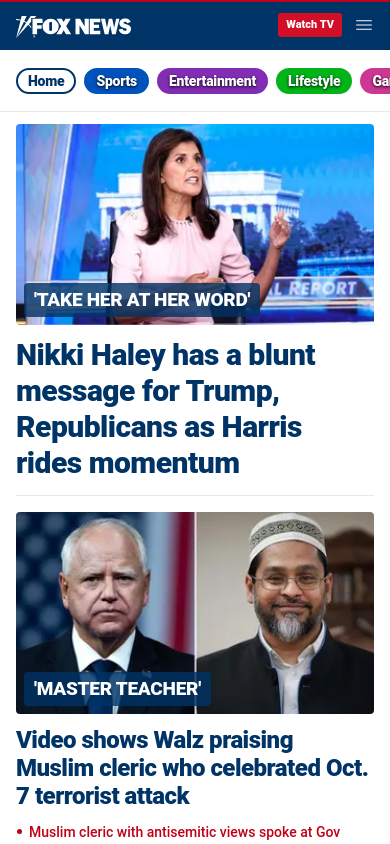 FOX NEWS
Watch TV
Home
Sports
Entertainment
Lifestyle
'TAKE HER AT HER WORD'
AL REPORT
Nikki Haley has a blunt
message for Trump,
Republicans as Harris
rides momentum
'MASTER TEACHER'
Video shows Walz praising
Muslim cleric who celebrated Oct.
7 terrorist attack
• Muslim cleric with antisemitic views spoke at Gov